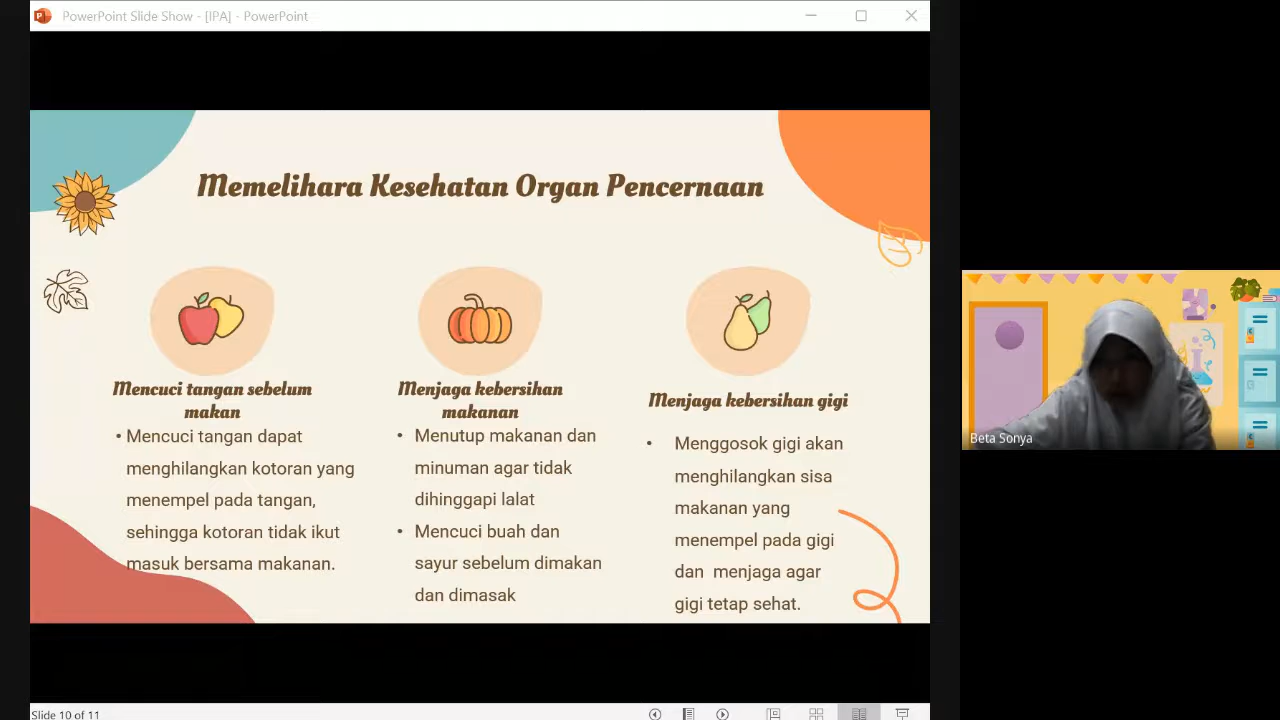 PowerPoint Slide Show - [IPA] - PowerPoint
Memelihara Kesehatan Organ Pencernaan
Mencuci tangan sebelum
makan
• Mencuci tangan dapat
menghilangkan kotoran yang
menempel pada tangan,
sehingga kotoran tidak ikut
masuk bersama makanan.
Menjaga kebersihan
makanan
• Menutup makanan dan
minuman agar tidak
dihinggapi lalat
• Mencuci buah dan
sayur sebelum dimakan
dan dimasak
Menjaga kebersihan gigi
• Menggosok gigi akan
menghilangkan sisa
makanan yang
menempel pada gigi
dan menjaga agar
gigi tetap sehat.
Beta Sonya
Slide 10 of 11